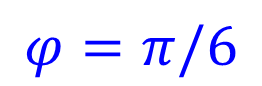 φ = π/6